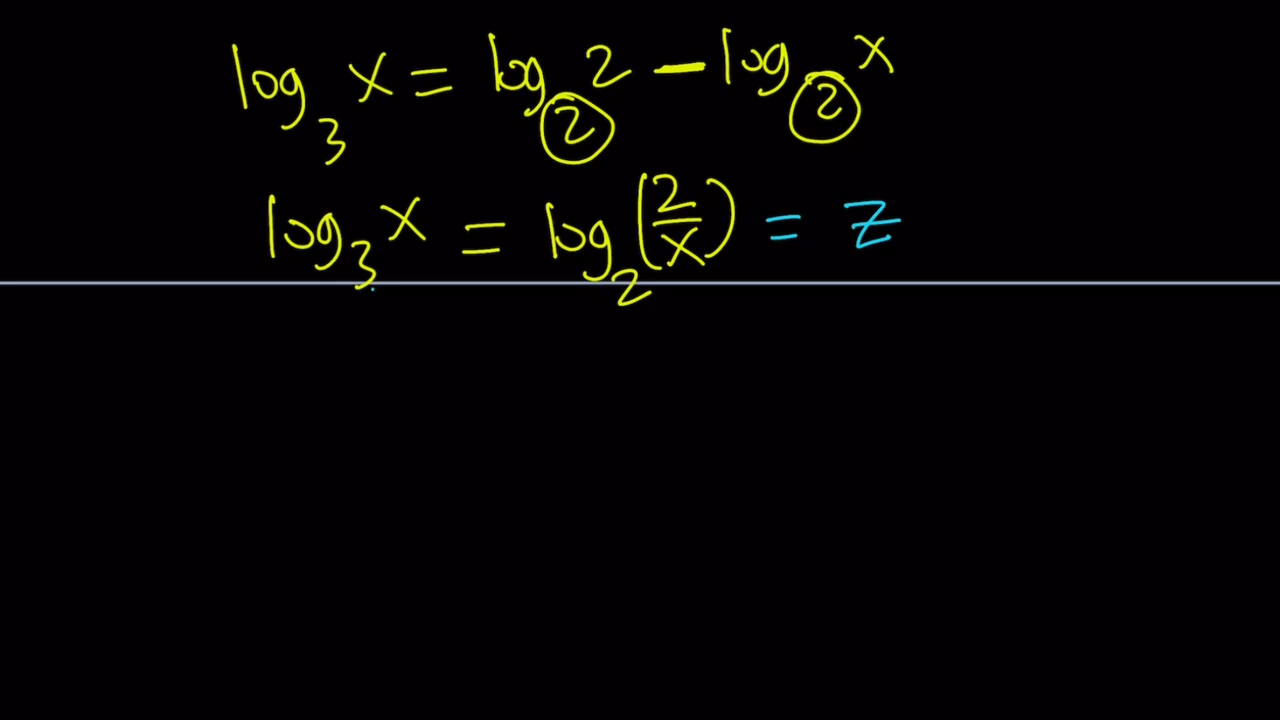 log₃ x = log₂ 2 − log₂ x
log₃ x = log₂ (2/x) = z